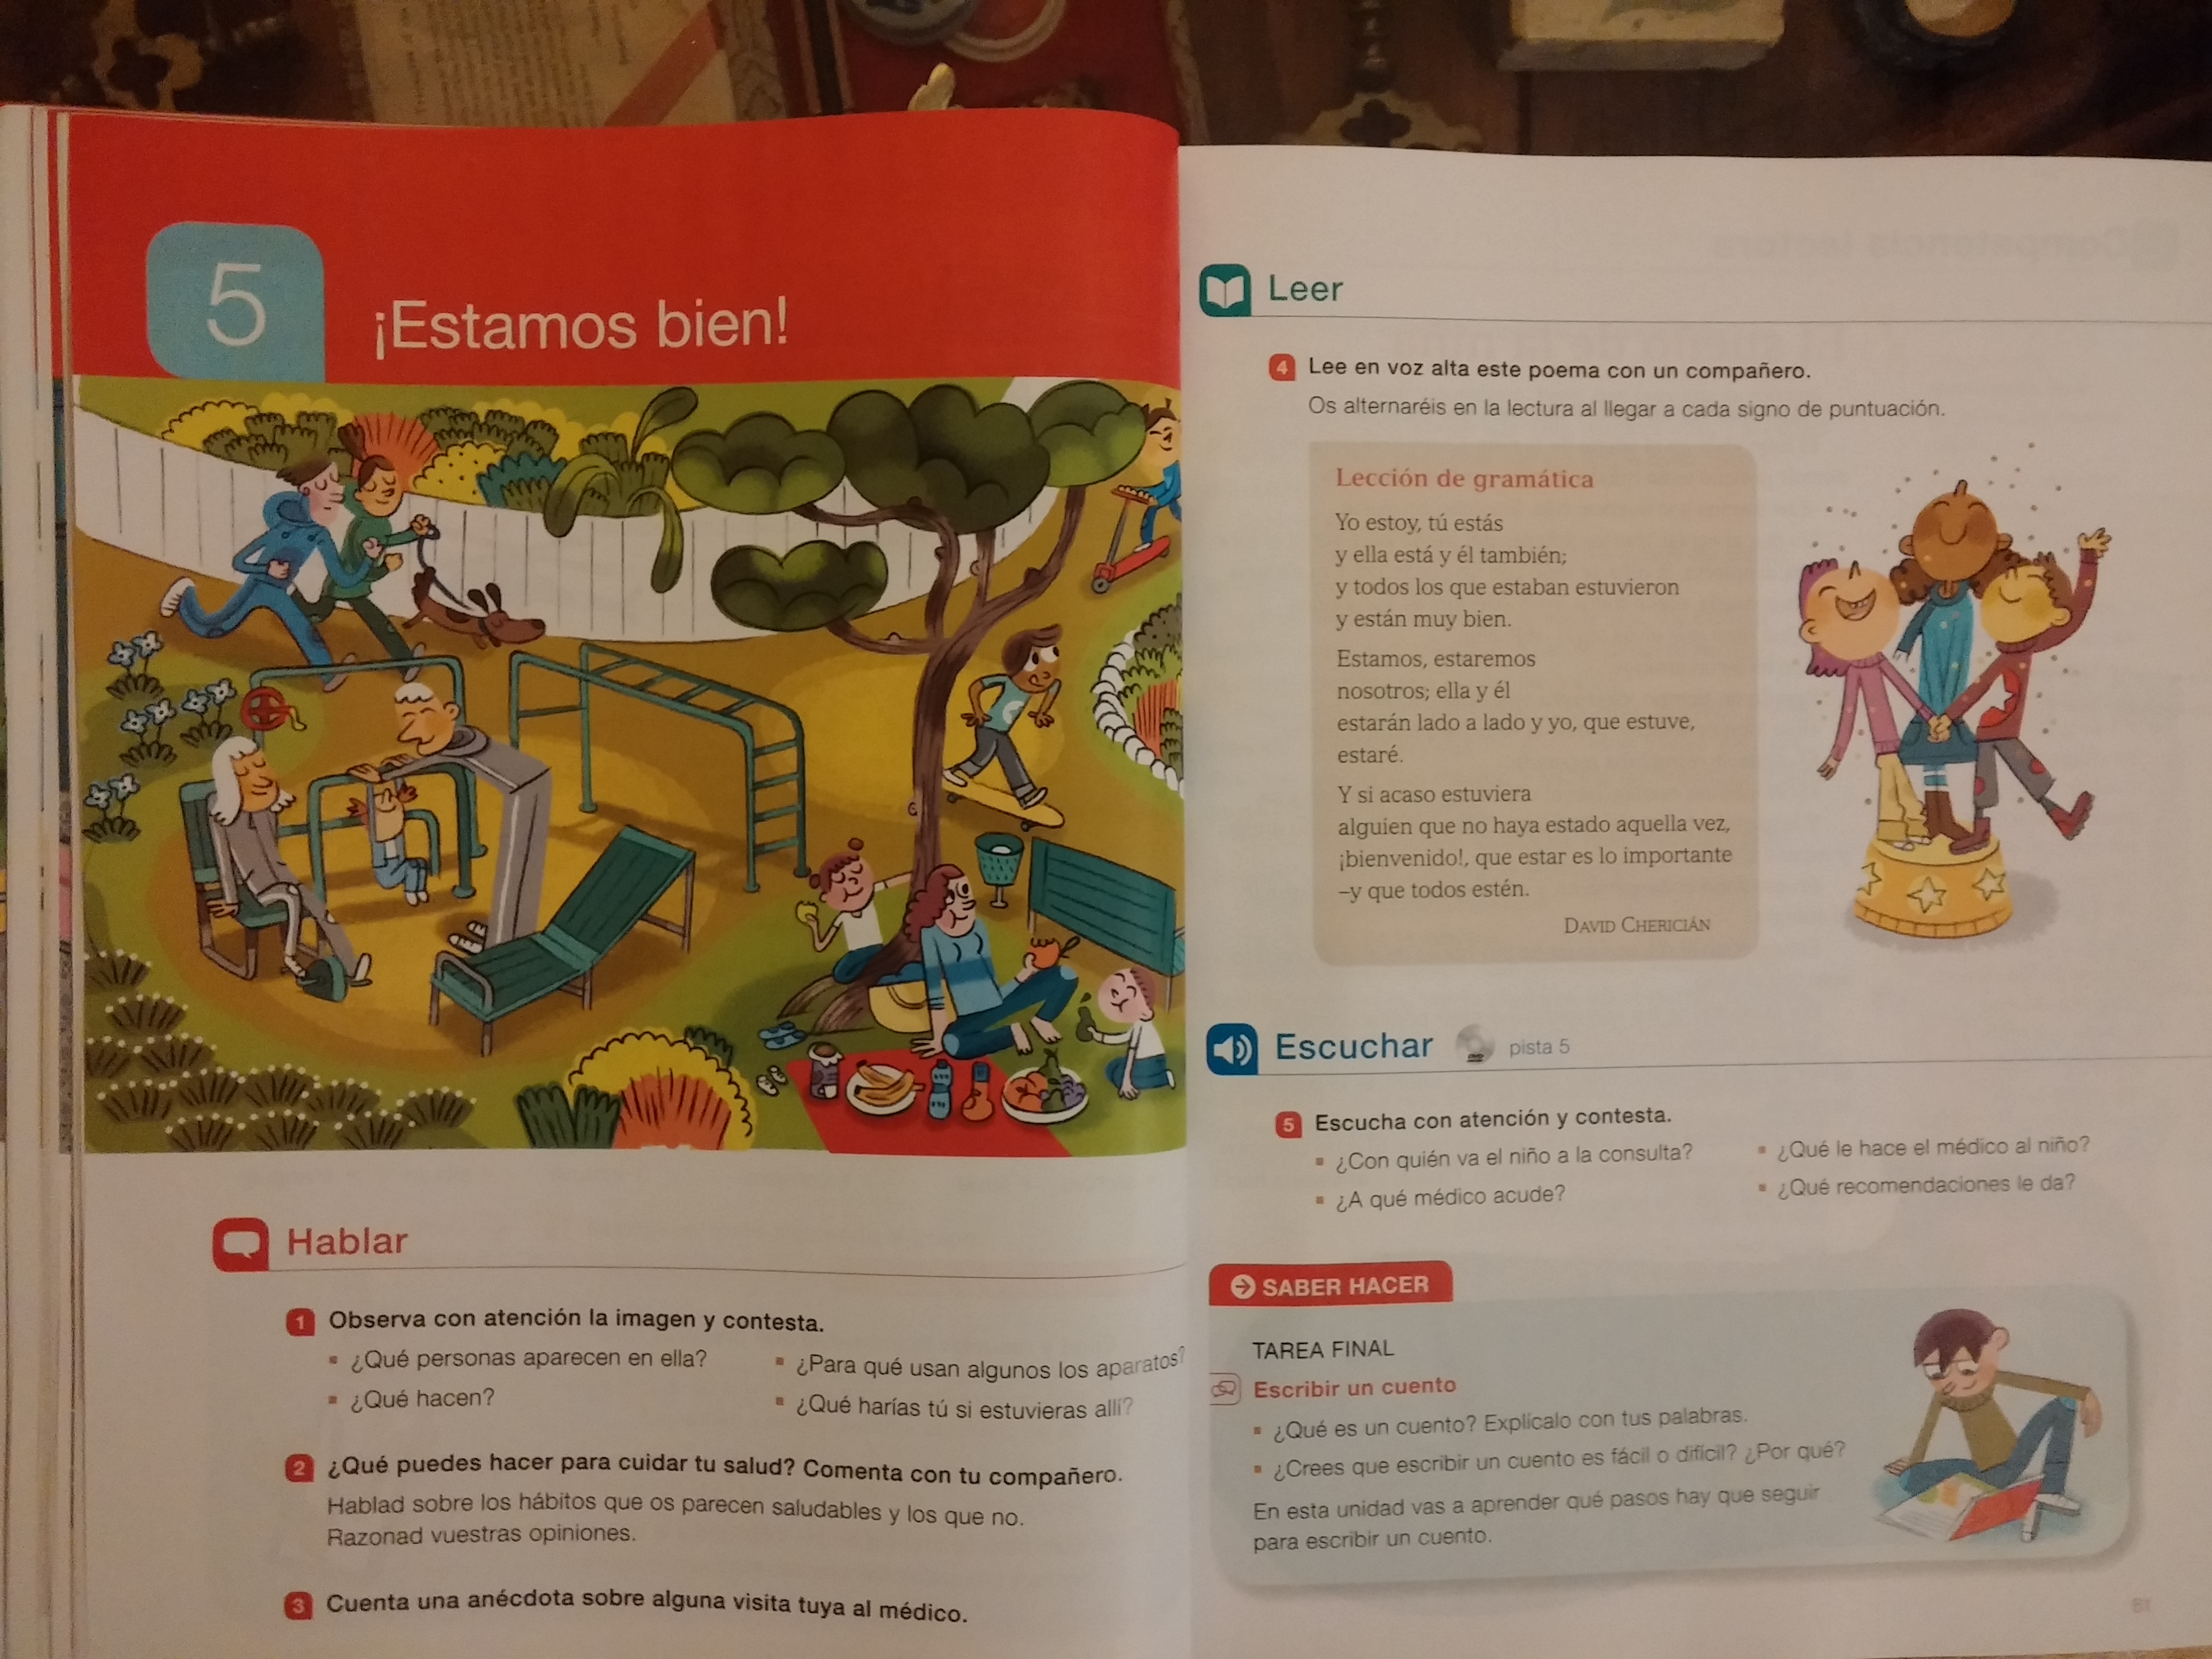 5
¡Estamos bien!
Hablar
1 Observa con atención la imagen y contesta.
¿Qué personas aparecen en ella?
¿Qué hacen?
¿Para qué usan algunos los aparatos?
¿Qué harías tú si estuvieras allí?
2 ¿Qué puedes hacer para cuidar tu salud? Comenta con tu compañero.
Hablad sobre los hábitos que os parecen saludables y los que no.
Razonad vuestras opiniones.
3 Cuenta una anécdota sobre alguna visita tuya al médico.
Leer
4 Lee en voz alta este poema con un compañero.
Os alternaréis en la lectura al llegar a cada signo de puntuación.
Lección de gramática
Yo estoy, tú estás
y ella está y él también;
y todos los que estaban estuvieron
y están muy bien.
Estamos, estaremos
nosotros; ella y él
estarán lado a lado y yo, que estuve,
estaré.
Y si acaso estuviera
alguien que no haya estado aquella vez,
¡bienvenido!, que estar es lo importante
–y que todos estén.
DAVID CHERICIÁN
Escuchar pista 5
5 Escucha con atención y contesta.
¿Con quién va el niño a la consulta?
¿A qué médico acude?
¿Qué le hace el médico al niño?
¿Qué recomendaciones le da?
SABER HACER
TAREA FINAL
Escribir un cuento
¿Qué es un cuento? Explícalo con tus palabras.
¿Crees que escribir un cuento es fácil o difícil? ¿Por qué?
En esta unidad vas a aprender qué pasos hay que seguir
para escribir un cuento.